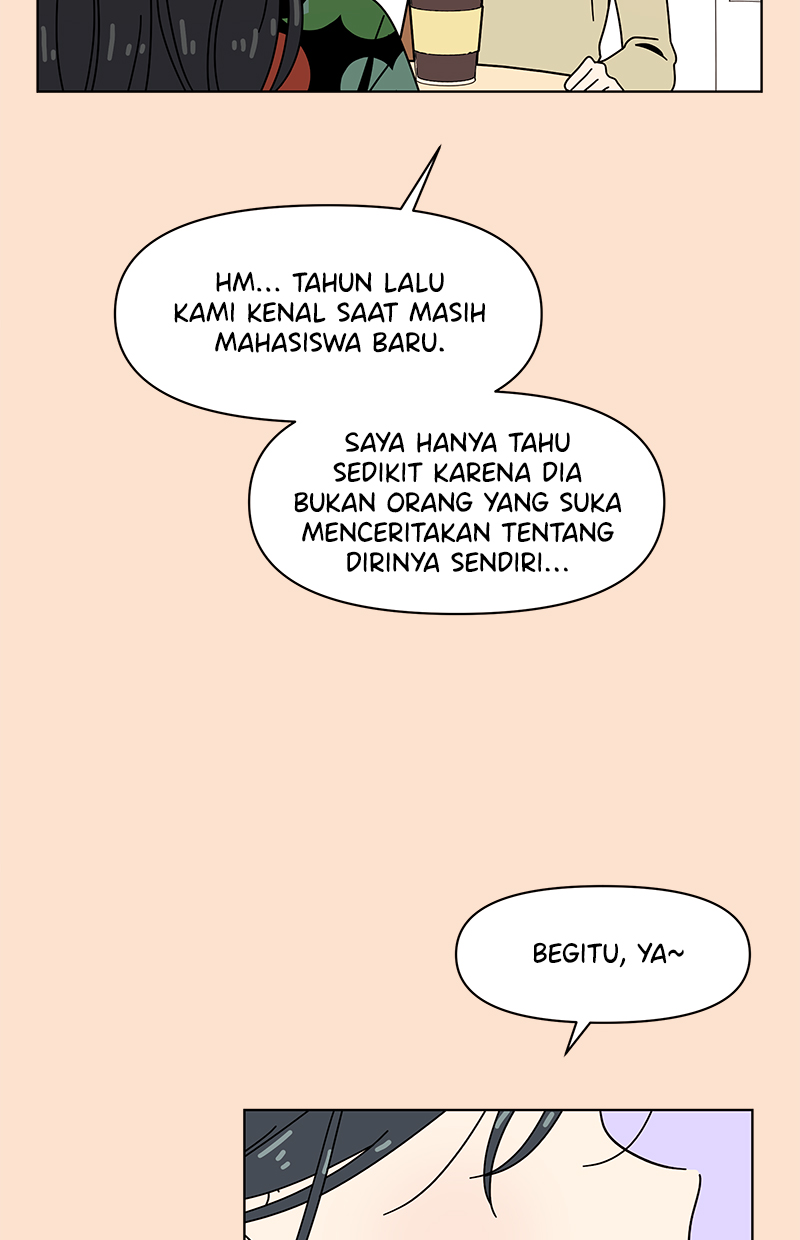 HM... TAHUN LALU
KAMI KENAL SAAT MASIH
MAHASISWA BARU.
SAYA HANYA TAHU
SEDIKIT KARENA DIA
BUKAN ORANG YANG SUKA
MENCERITAKAN TENTANG
DIRINYA SENDIRI...
BEGITU, YA~